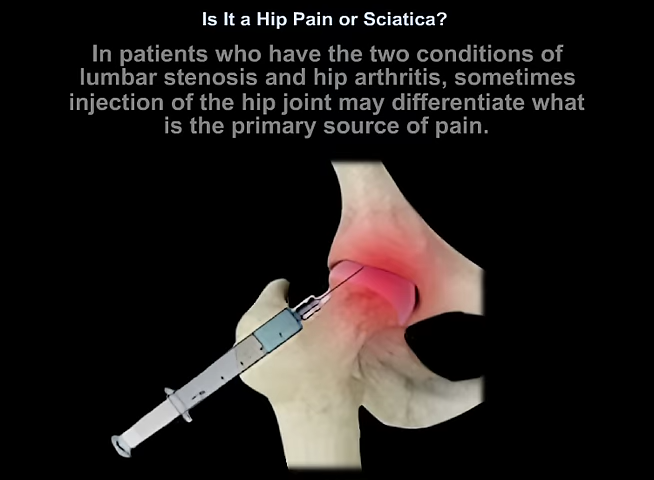 Is It a Hip Pain or Sciatica?
In patients who have the two conditions of
lumbar stenosis and hip arthritis, sometimes
injection of the hip joint may differentiate what
is the primary source of pain.